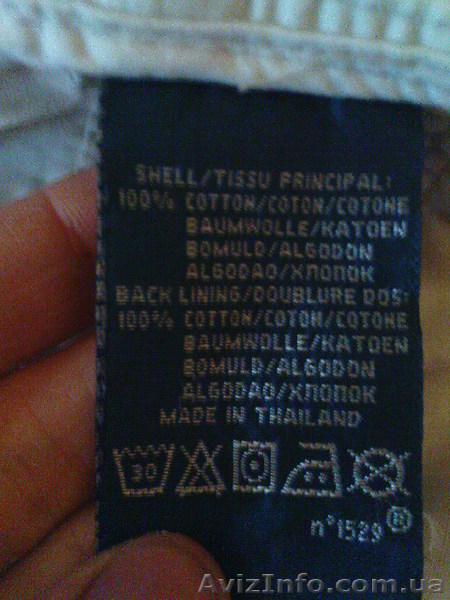 SHELL/TISSU PRINCIPAL:
100% COTTON/COTON/COTONE
BAUMWOLLE/KATOEN
BOMULD/ALGODON
ALGODAO/ХЛОПОК
BACK LINING/DOUBLURE DOS:
100% COTTON/COTON/COTONE
BAUMWOLLE/KATOEN
BOMULD/ALGODON
ALGODAO/ХЛОПОК
MADE IN THAILAND
30
n°1529 ®
AvizInfo.com.ua